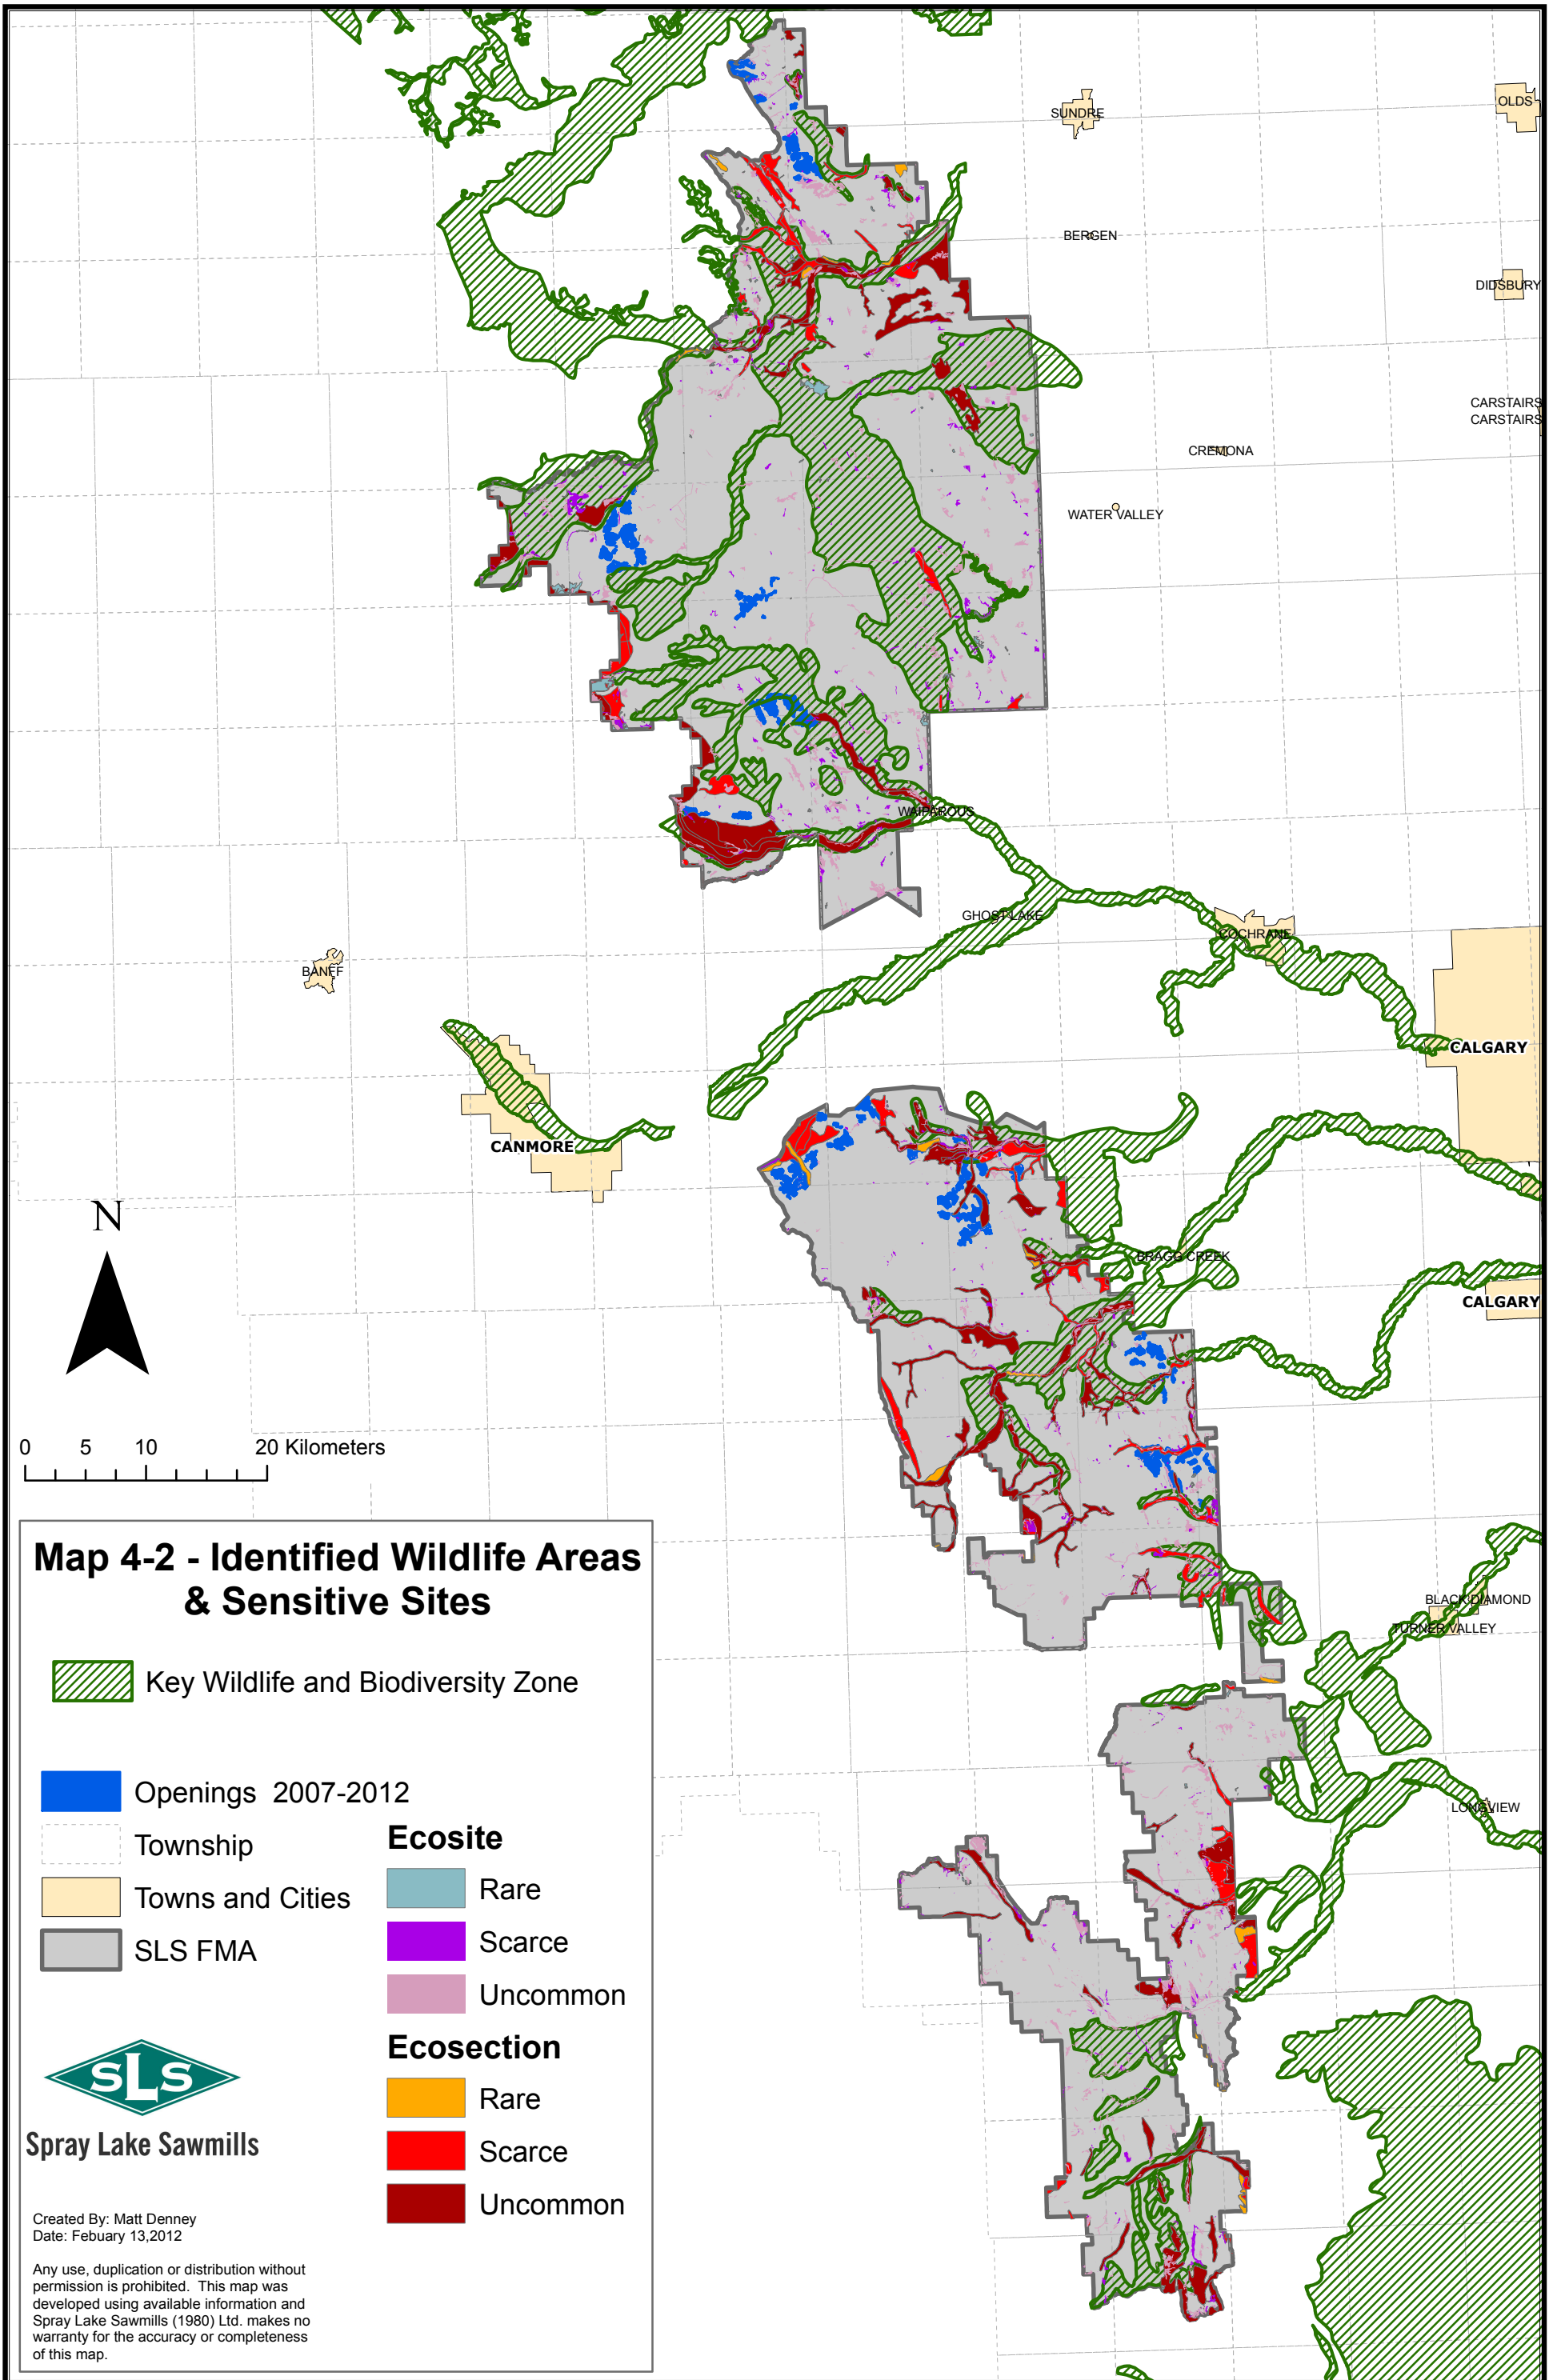 SUNDRE
OLDS
BERGEN
DIDSBURY
CARSTAIRS
CARSTAIRS
CREMONA
WATER VALLEY
WAIPAROUS
GHOST LAKE
COCHRANE
BANFF
CALGARY
CANMORE
N
BRAGG CREEK
CALGARY
0 5 10 20 Kilometers
BLACK DIAMOND
TURNER VALLEY
LONGVIEW
Map 4-2 - Identified Wildlife Areas
& Sensitive Sites
Key Wildlife and Biodiversity Zone
Openings 2007-2012
Township
Towns and Cities
SLS FMA
Ecosite
Rare
Scarce
Uncommon
Ecosection
Rare
Scarce
Uncommon
SLS
Spray Lake Sawmills
Created By: Matt Denney
Date: Febuary 13,2012
Any use, duplication or distribution without
permission is prohibited. This map was
developed using available information and
Spray Lake Sawmills (1980) Ltd. makes no
warranty for the accuracy or completeness
of this map.